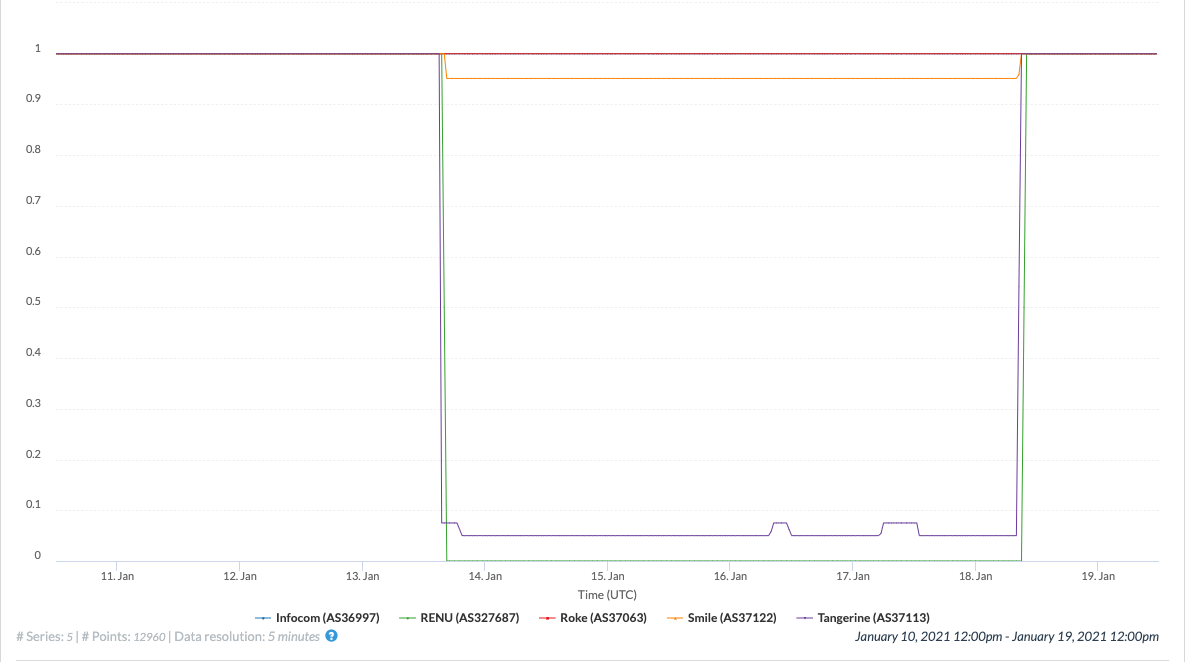 1
0.9
0.8
0.7
0.6
0.5
0.4
0.3
0.2
0.1
0
11. Jan 12. Jan 13. Jan 14. Jan 15. Jan 16. Jan 17. Jan 18. Jan 19. Jan
Time (UTC)
Infocom (AS36997) RENU (AS327687) Roke (AS37063) Smile (AS37122) Tangerine (AS37113)
# Series: 5 | # Points: 12960 | Data resolution: 5 minutes ? January 10, 2021 12:00pm - January 19, 2021 12:00pm